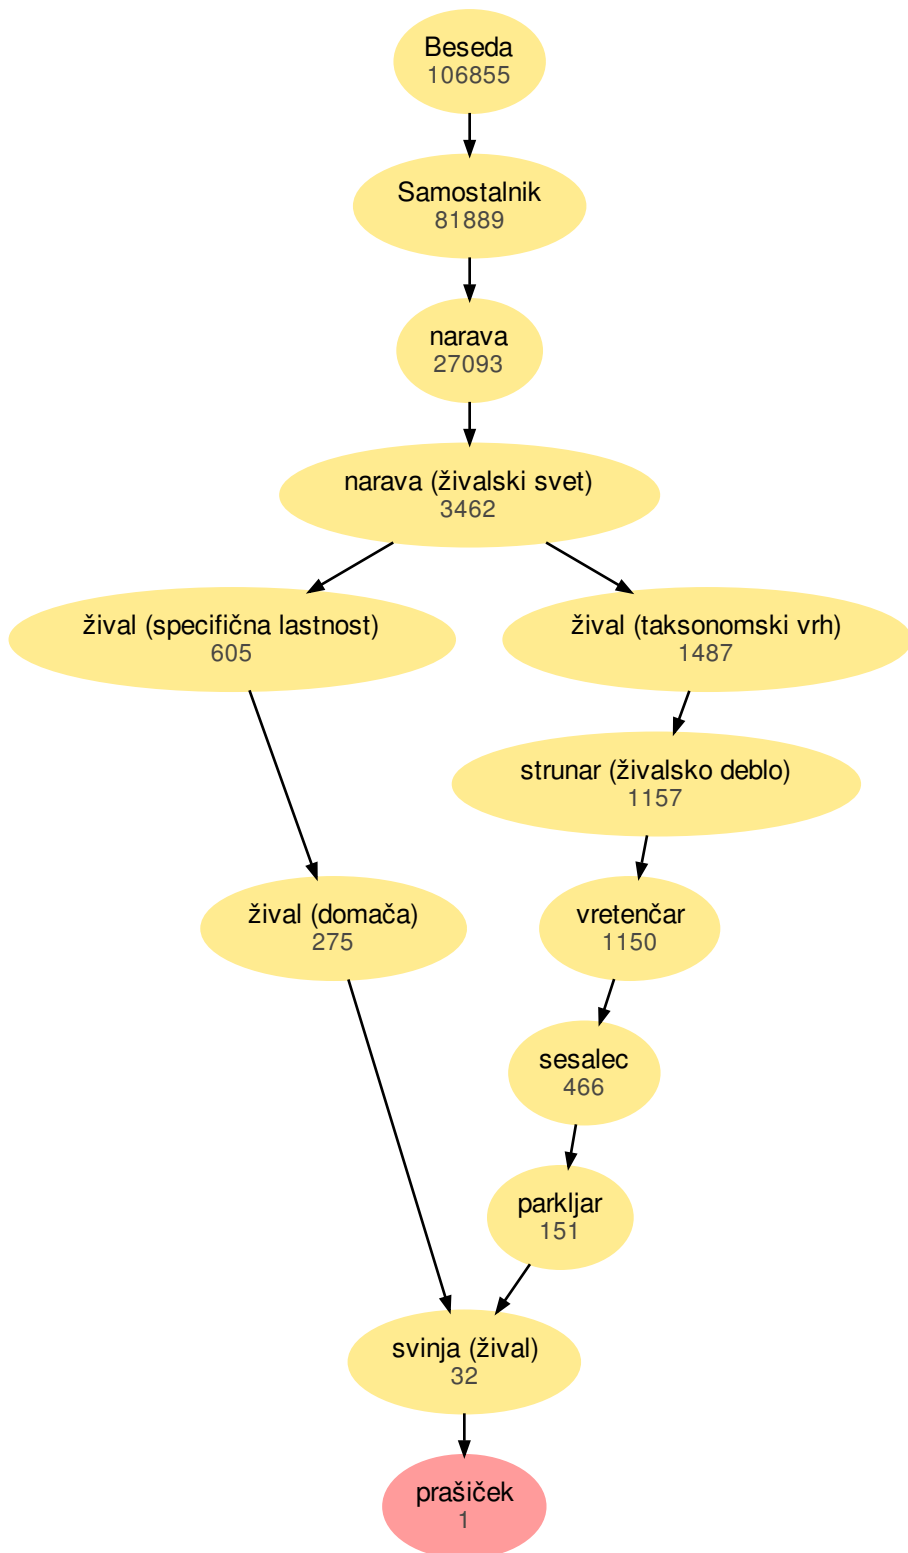 Beseda
106855
Samostalnik
81889
narava
27093
narava (živalski svet)
3462
žival (specifična lastnost)
605
žival (taksonomski vrh)
1487
strunar (živalsko deblo)
1157
žival (domača)
275
vretenčar
1150
sesalec
466
parkljar
151
svinja (žival)
32
prašiček
1